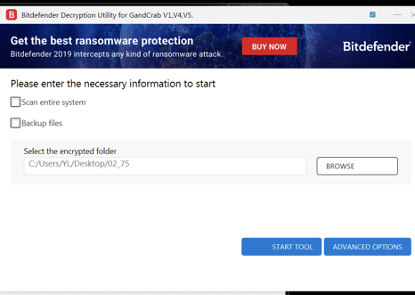 B Bitdefender Decryption Utility for GandCrab V1,V4,V5.
Get the best ransomware protection
Bitdefender 2019 intercepts any kind of ransomware attack.
BUY NOW
Bitdefender
Please enter the necessary information to start
Scan entire system
Backup files
Select the encrypted folder
C:/Users/YL/Desktop/02_75
BROWSE
START TOOL
ADVANCED OPTIONS